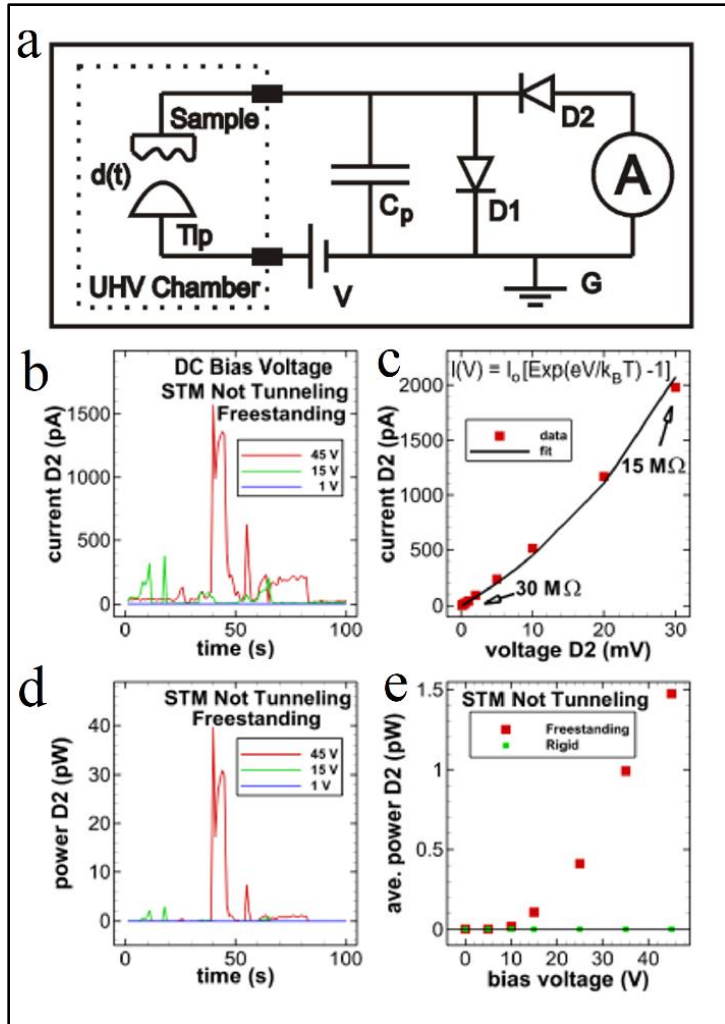 a
Sample
d(t)
Tip
UHV Chamber
V
Cp
D1
D2
A
G
b
DC Bias Voltage
STM Not Tunneling
Freestanding
45 V
15 V
1 V
current D2 (pA)
1500
1000
500
0
0 50 100
time (s)
c
I(V) = Io[Exp(eV/kBT) -1]
data
fit
15 MΩ
30 MΩ
current D2 (pA)
2000
1500
1000
500
0
0 10 20 30
voltage D2 (mV)
d
STM Not Tunneling
Freestanding
45 V
15 V
1 V
power D2 (pW)
40
30
20
10
0
0 50 100
time (s)
e
STM Not Tunneling
Freestanding
Rigid
ave. power D2 (pW)
1.5
1
0.5
0
0 10 20 30 40
bias voltage (V)